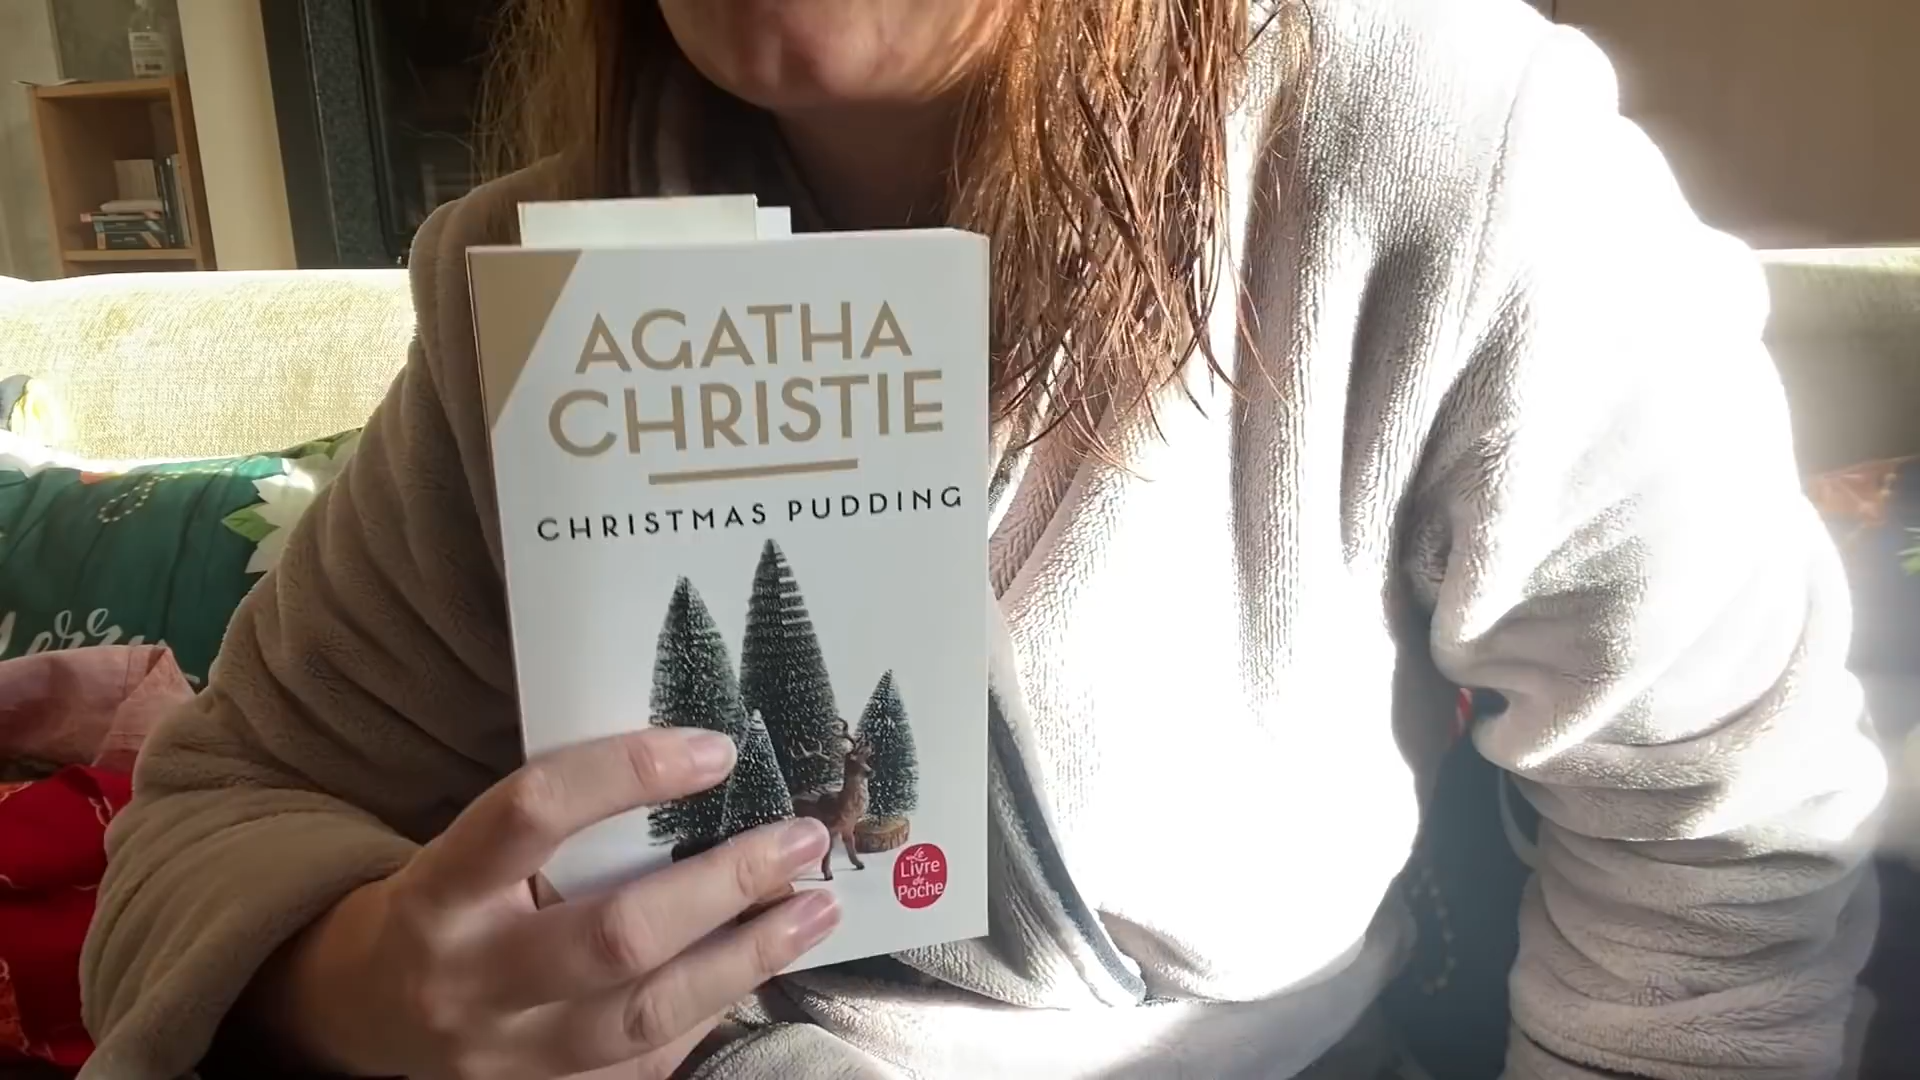 AGATHA
CHRISTIE
CHRISTMAS PUDDING
Le
Livre
de
Poche